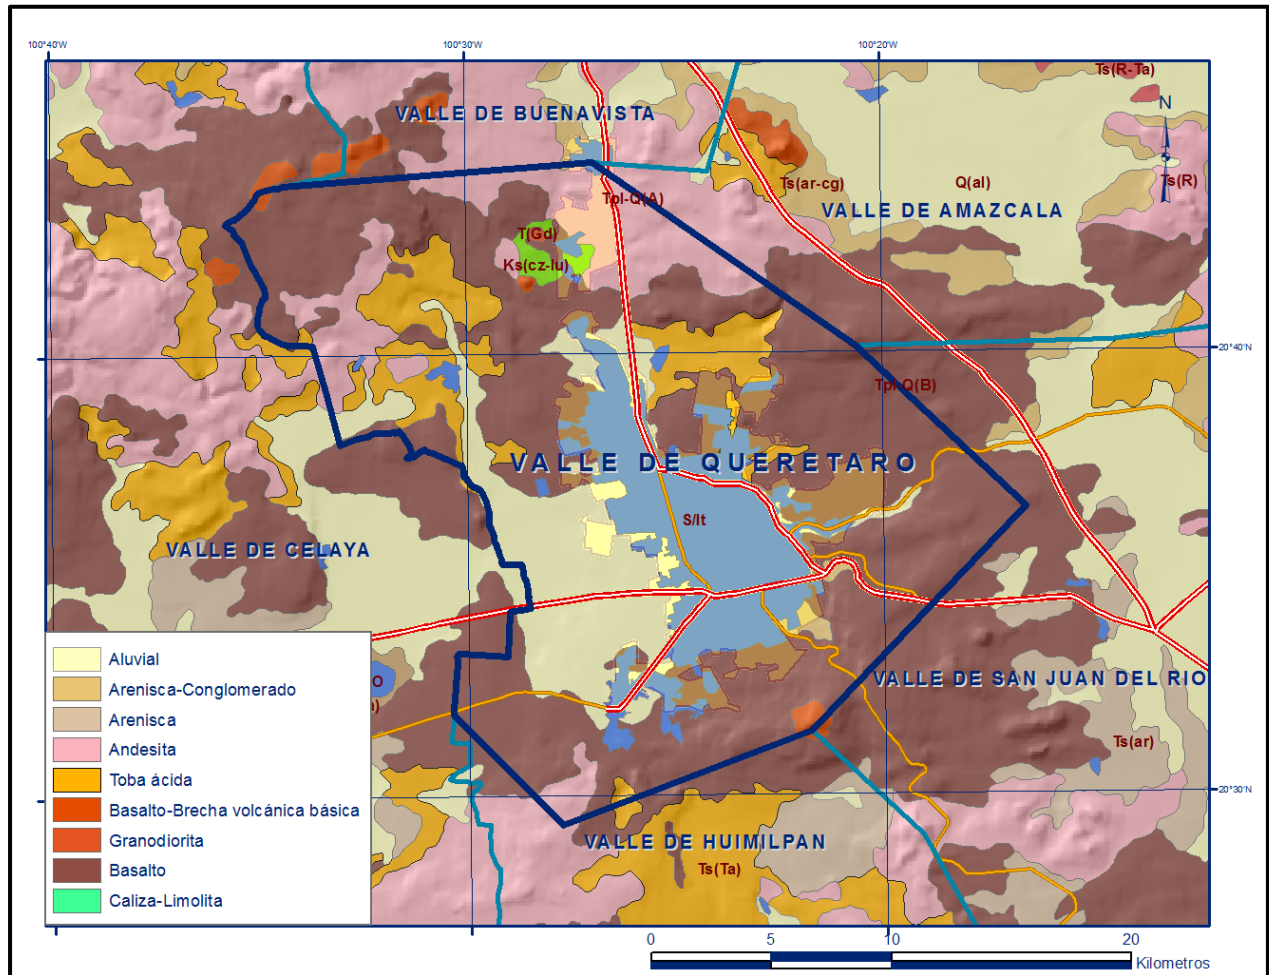 100°40'W
100°30'W
100°20'W
Ts(R-Ta)
N
VALLE DE BUENAVISTA
Ts(ar-cg)
Q(al)
Ts(R)
Tpl-Q(A)
VALLE DE AMAZCALA
T(Gd)
Ks(cz-lu)
20°40'N
Tpl-Q(B)
VALLE DE QUERETARO
S/lt
VALLE DE CELAYA
VALLE DE SAN JUAN DEL RIO
O
)
Ts(ar)
20°30'N
VALLE DE HUIMILPAN
Ts(Ta)
Aluvial
Arenisca-Conglomerado
Arenisca
Andesita
Toba ácida
Basalto-Brecha volcánica básica
Granodiorita
Basalto
Caliza-Limolita
0 5 10 20
Kilometros